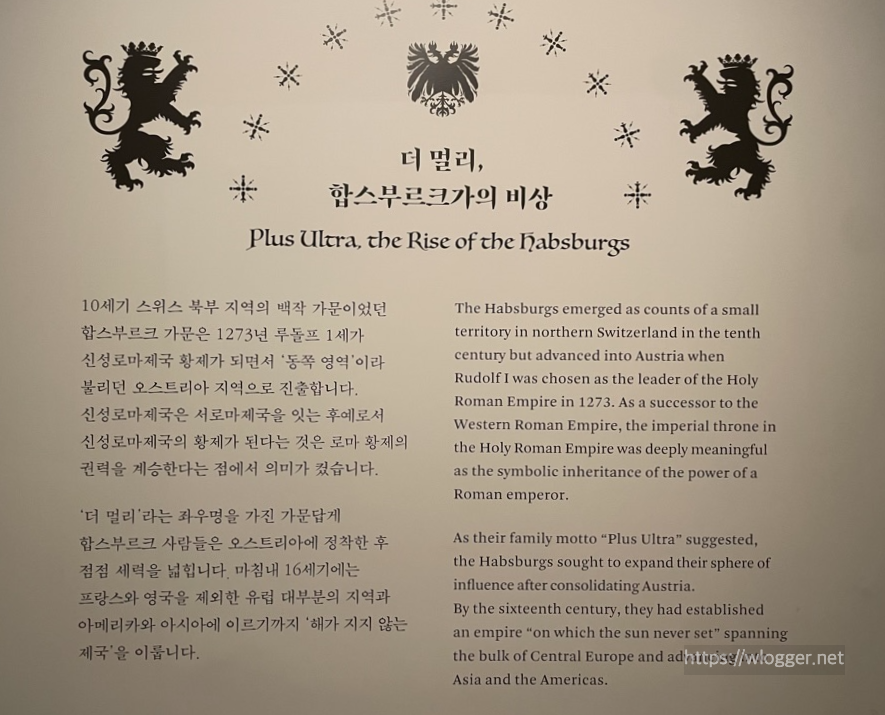 더 멀리,
합스부르크가의 비상
Plus Ultra, the Rise of the Habsburgs
10세기 스위스 북부 지역의 백작 가문이었던
합스부르크 가문은 1273년 루돌프 1세가
신성로마제국 황제가 되면서 '동쪽 영역'이라
불리던 오스트리아 지역으로 진출합니다.
신성로마제국은 서로마제국을 잇는 후예로서
신성로마제국의 황제가 된다는 것은 로마 황제의
권력을 계승한다는 점에서 의미가 컸습니다.
'더 멀리'라는 좌우명을 가진 가문답게
합스부르크 사람들은 오스트리아에 정착한 후
점점 세력을 넓힙니다. 마침내 16세기에는
프랑스와 영국을 제외한 유럽 대부분의 지역과
아메리카와 아시아에 이르기까지 '해가 지지 않는
제국'을 이룹니다.
The Habsburgs emerged as counts of a small
territory in northern Switzerland in the tenth
century but advanced into Austria when
Rudolf I was chosen as the leader of the Holy
Roman Empire in 1273. As a successor to the
Western Roman Empire, the imperial throne in
the Holy Roman Empire was deeply meaningful
as the symbolic inheritance of the power of a
Roman emperor.
As their family motto “Plus Ultra” suggested,
the Habsburgs sought to expand their sphere of
influence after consolidating Austria.
By the sixteenth century, they had established
an empire “on which the sun never set” spanning
the bulk of Central Europe and
Asia and the Americas.
https://wlogger.net